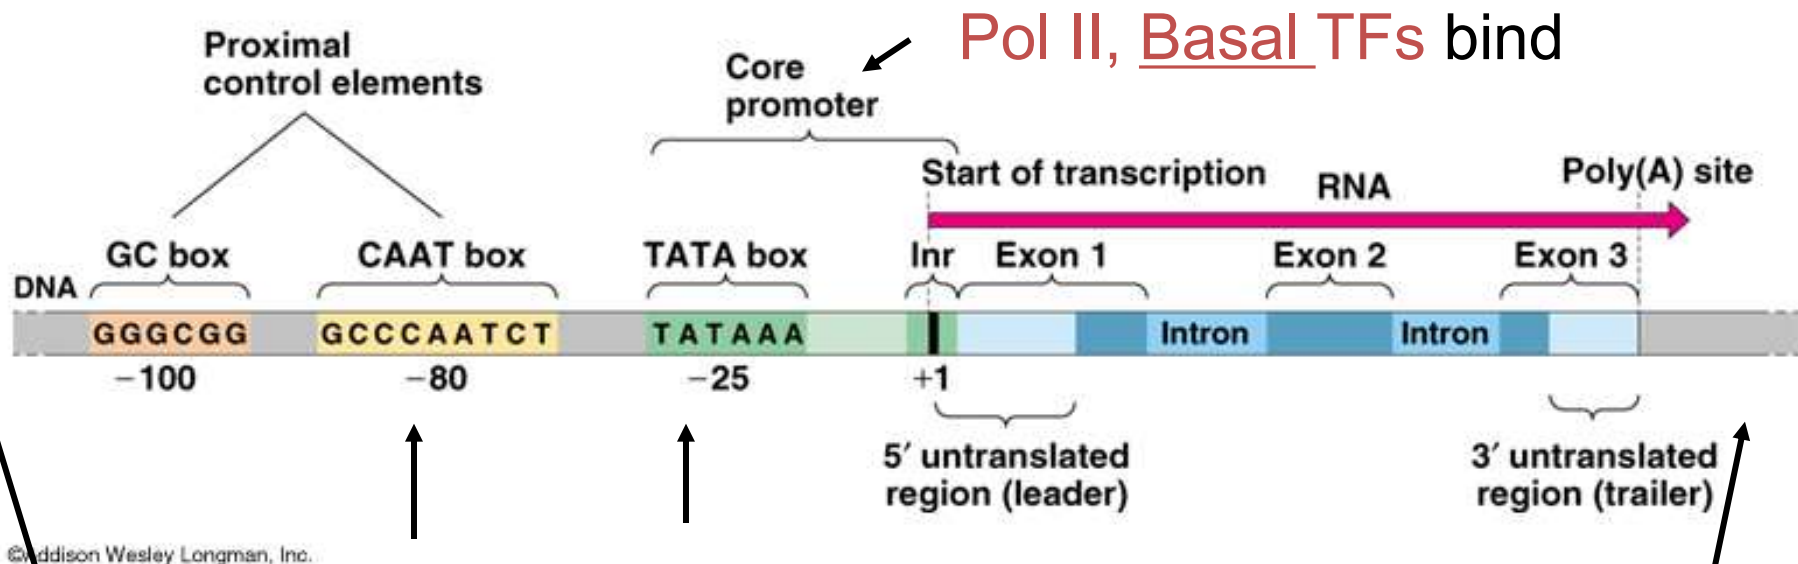 Pol II, Basal TFs bind
Proximal
control elements
Core
promoter
Start of transcription
RNA
Poly(A) site
GC box
CAAT box
TATA box
Inr
Exon 1
Exon 2
Exon 3
DNA
GGGCGG
GCCCAATCT
TATAAA
Intron
Intron
−100
−80
−25
+1
5′ untranslated
region (leader)
3′ untranslated
region (trailer)
©Addison Wesley Longman, Inc.